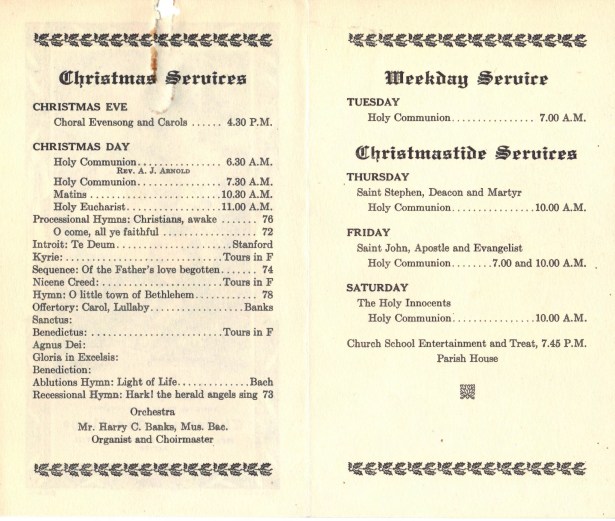 Christmas Services
CHRISTMAS EVE
Choral Evensong and Carols ...... 4.30 P.M.
CHRISTMAS DAY
Holy Communion.............. 6.30 A.M.
Rev. A. J. Arnold
Holy Communion.............. 7.30 A.M.
Matins .......................10.30 A.M.
Holy Eucharist.................11.00 A.M.
Processional Hymns: Christians, awake ....... 76
O come, all ye faithful ........... 72
Introit: Te Deum.......................Stanford
Kyrie:...............................Tours in F
Sequence: Of the Father's love begotten....... 74
Nicene Creed:........................Tours in F
Hymn: O little town of Bethlehem........... 78
Offertory: Carol, Lullaby.................Banks
Sanctus:
Benedictus: ..........................Tours in F
Agnus Dei:
Gloria in Excelsis:
Benediction:
Ablutions Hymn: Light of Life.............Bach
Recessional Hymn: Hark! the herald angels sing 73
Orchestra
Mr. Harry C. Banks, Mus. Bac.
Organist and Choirmaster
Weekday Service
TUESDAY
Holy Communion............... 7.00 A.M.
Christmastide Services
THURSDAY
Saint Stephen, Deacon and Martyr
Holy Communion...............10.00 A.M.
FRIDAY
Saint John, Apostle and Evangelist
Holy Communion........7.00 and 10.00 A.M.
SATURDAY
The Holy Innocents
Holy Communion...............10.00 A.M.
Church School Entertainment and Treat, 7.45 P.M.
Parish House